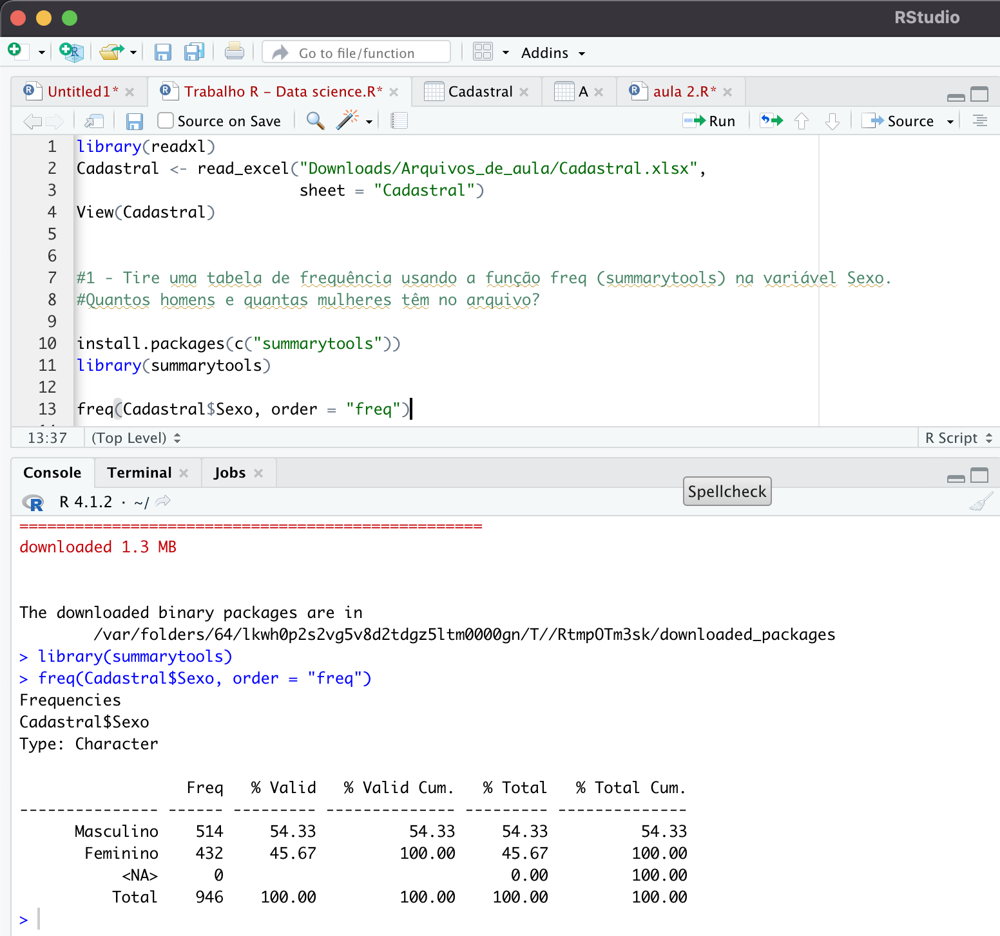 RStudio
Go to file/function
Addins
Untitled1*
Trabalho R - Data science.R*
Cadastral
A
aula 2.R*
Source on Save
Run
Source
1 library(readxl)
2 Cadastral <- read_excel("Downloads/Arquivos_de_aula/Cadastral.xlsx",
3 sheet = "Cadastral")
4 View(Cadastral)
5
6
7 #1 - Tire uma tabela de frequência usando a função freq (summarytools) na variável Sexo.
8 #Quantos homens e quantas mulheres têm no arquivo?
9
10 install.packages(c("summarytools"))
11 library(summarytools)
12
13 freq(Cadastral$Sexo, order = "freq")
13:37 (Top Level) R Script
Console Terminal Jobs
Spellcheck
R 4.1.2 · ~/
==================================================
downloaded 1.3 MB
The downloaded binary packages are in
/var/folders/64/lkwh0p2s2vg5v8d2tdgz5ltm0000gn/T//RtmpOTm3sk/downloaded_packages
> library(summarytools)
> freq(Cadastral$Sexo, order = "freq")
Frequencies
Cadastral$Sexo
Type: Character
Freq % Valid % Valid Cum. % Total % Total Cum.
--------------- ------ --------- -------------- --------- --------------
Masculino 514 54.33 54.33 54.33 54.33
Feminino 432 45.67 100.00 45.67 100.00
<NA> 0 0.00 100.00
Total 946 100.00 100.00 100.00 100.00
>